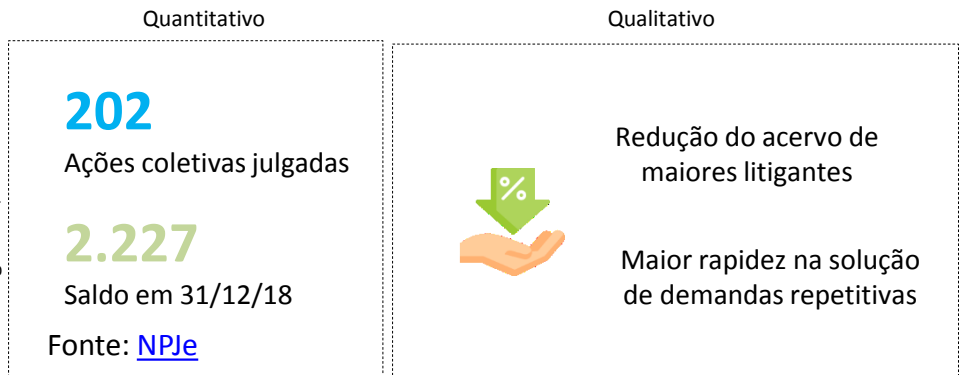 Quantitativo
202
Ações coletivas julgadas
2.227
Saldo em 31/12/18
Fonte: NPJe
Qualitativo
%
Redução do acervo de
maiores litigantes
Maior rapidez na solução
de demandas repetitivas